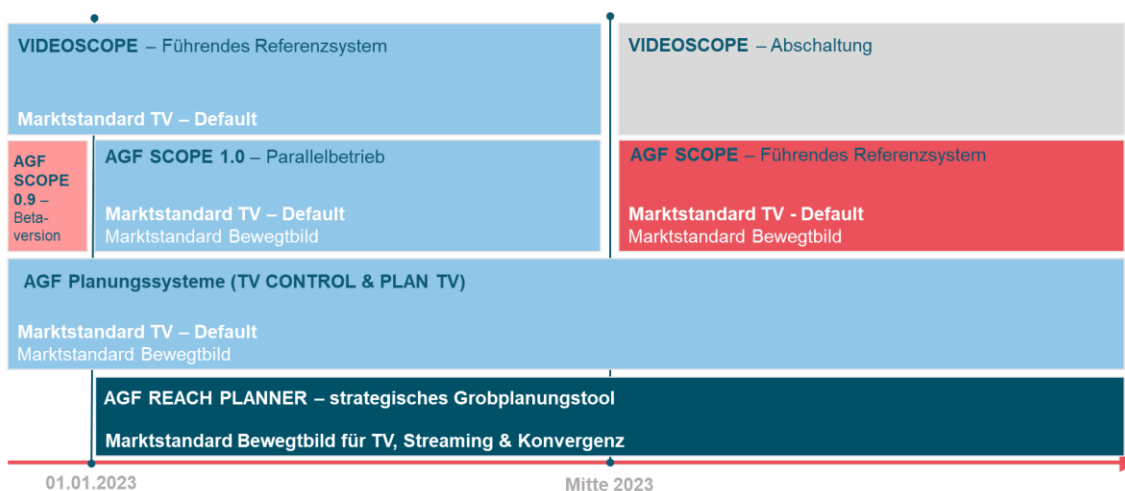 VIDEOSCOPE – Führendes Referenzsystem
Marktstandard TV – Default
VIDEOSCOPE – Abschaltung
AGF
SCOPE
0.9 –
Beta-
version
AGF SCOPE 1.0 – Parallelbetrieb
Marktstandard TV – Default
Marktstandard Bewegtbild
AGF SCOPE – Führendes Referenzsystem
Marktstandard TV - Default
Marktstandard Bewegtbild
AGF Planungssysteme (TV CONTROL & PLAN TV)
Marktstandard TV – Default
Marktstandard Bewegtbild
AGF REACH PLANNER – strategisches Grobplanungstool
Marktstandard Bewegtbild für TV, Streaming & Konvergenz
01.01.2023
Mitte 2023